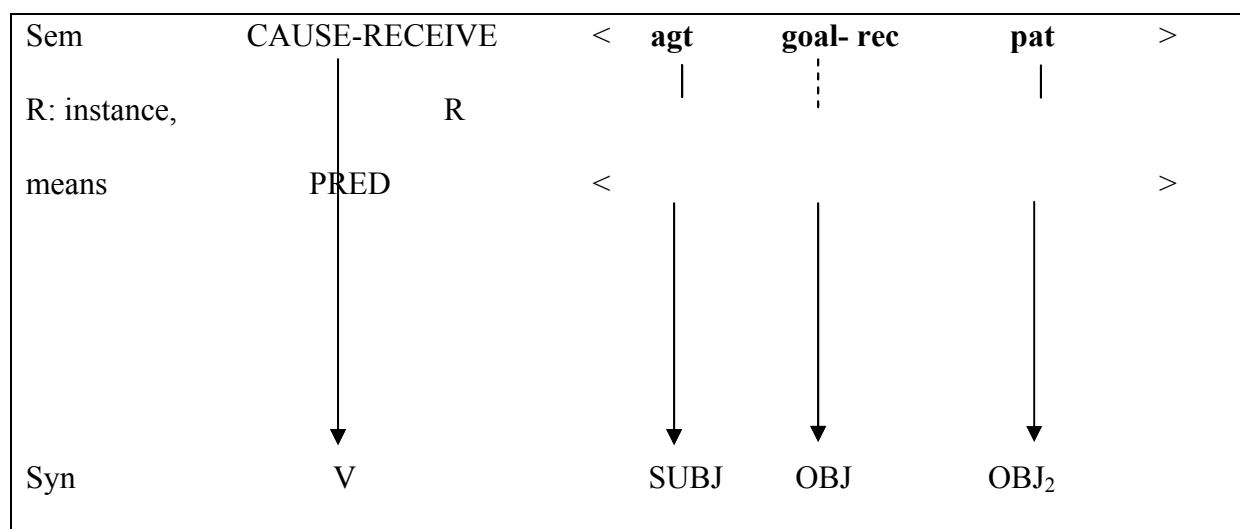 Sem CAUSE-RECEIVE < agt goal- rec pat >
R: instance, R
means PRED < >
Syn V SUBJ OBJ OBJ₂